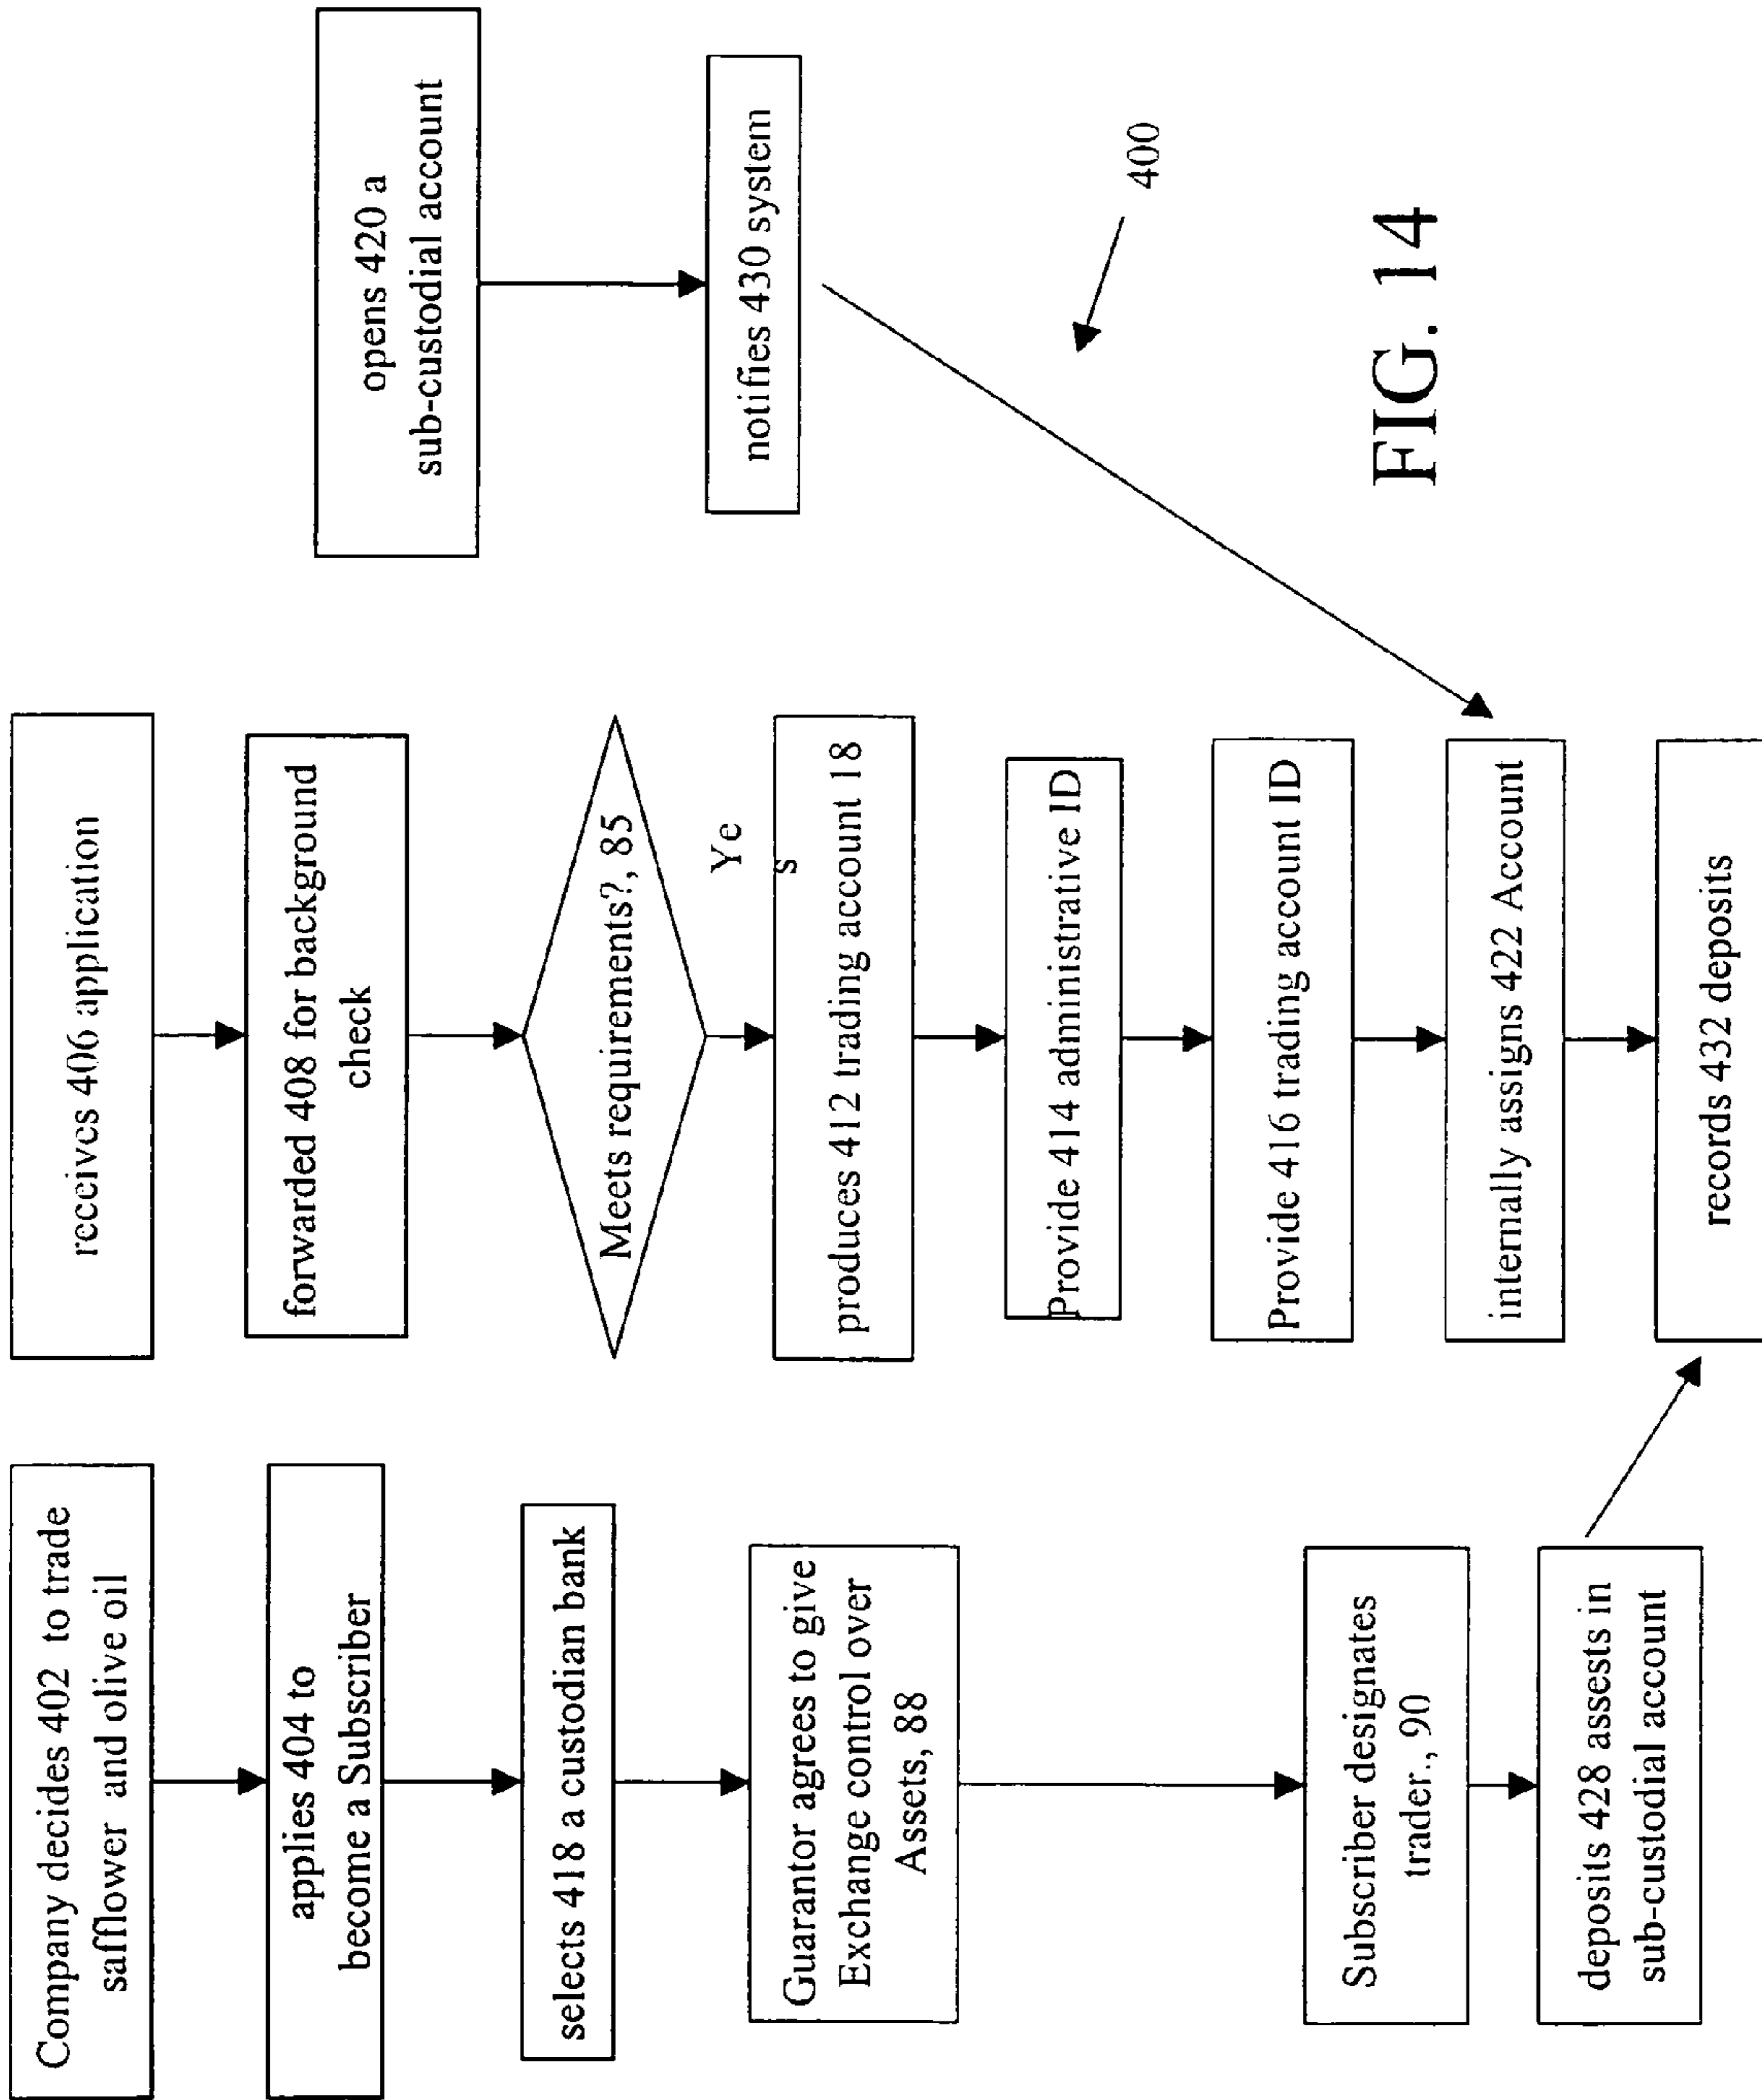 Company decides 402 to trade
safflower and olive oil
applies 404 to
become a Subscriber
selects 418 a custodian bank
Guarantor agrees to give
Exchange control over
Assets, 88
Subscriber designates
trader., 90
deposits 428 assests in
sub-custodial account
receives 406 application
forwarded 408 for background
check
Meets requirements?, 85
Ye
s
produces 412 trading account 18
Provide 414 administrative ID
Provide 416 trading account ID
internally assigns 422 Account
records 432 deposits
opens 420 a
sub-custodial account
notifies 430 system
400
FIG. 14